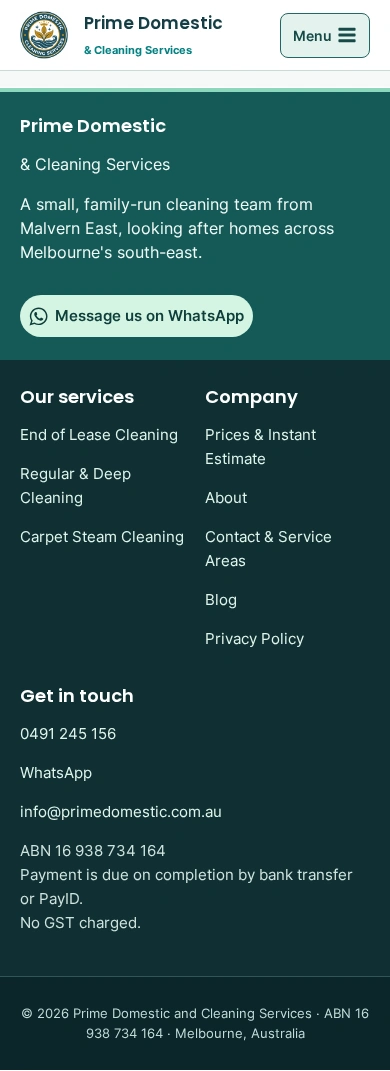 PRIME DOMESTIC
CLEANING SERVICES
Prime Domestic
& Cleaning Services
Menu
Prime Domestic
& Cleaning Services
A small, family-run cleaning team from
Malvern East, looking after homes across
Melbourne's south-east.
Message us on WhatsApp
Our services
End of Lease Cleaning
Regular & Deep
Cleaning
Carpet Steam Cleaning
Company
Prices & Instant
Estimate
About
Contact & Service
Areas
Blog
Privacy Policy
Get in touch
0491 245 156
WhatsApp
info@primedomestic.com.au
ABN 16 938 734 164
Payment is due on completion by bank transfer
or PayID.
No GST charged.
© 2026 Prime Domestic and Cleaning Services · ABN 16
938 734 164 · Melbourne, Australia